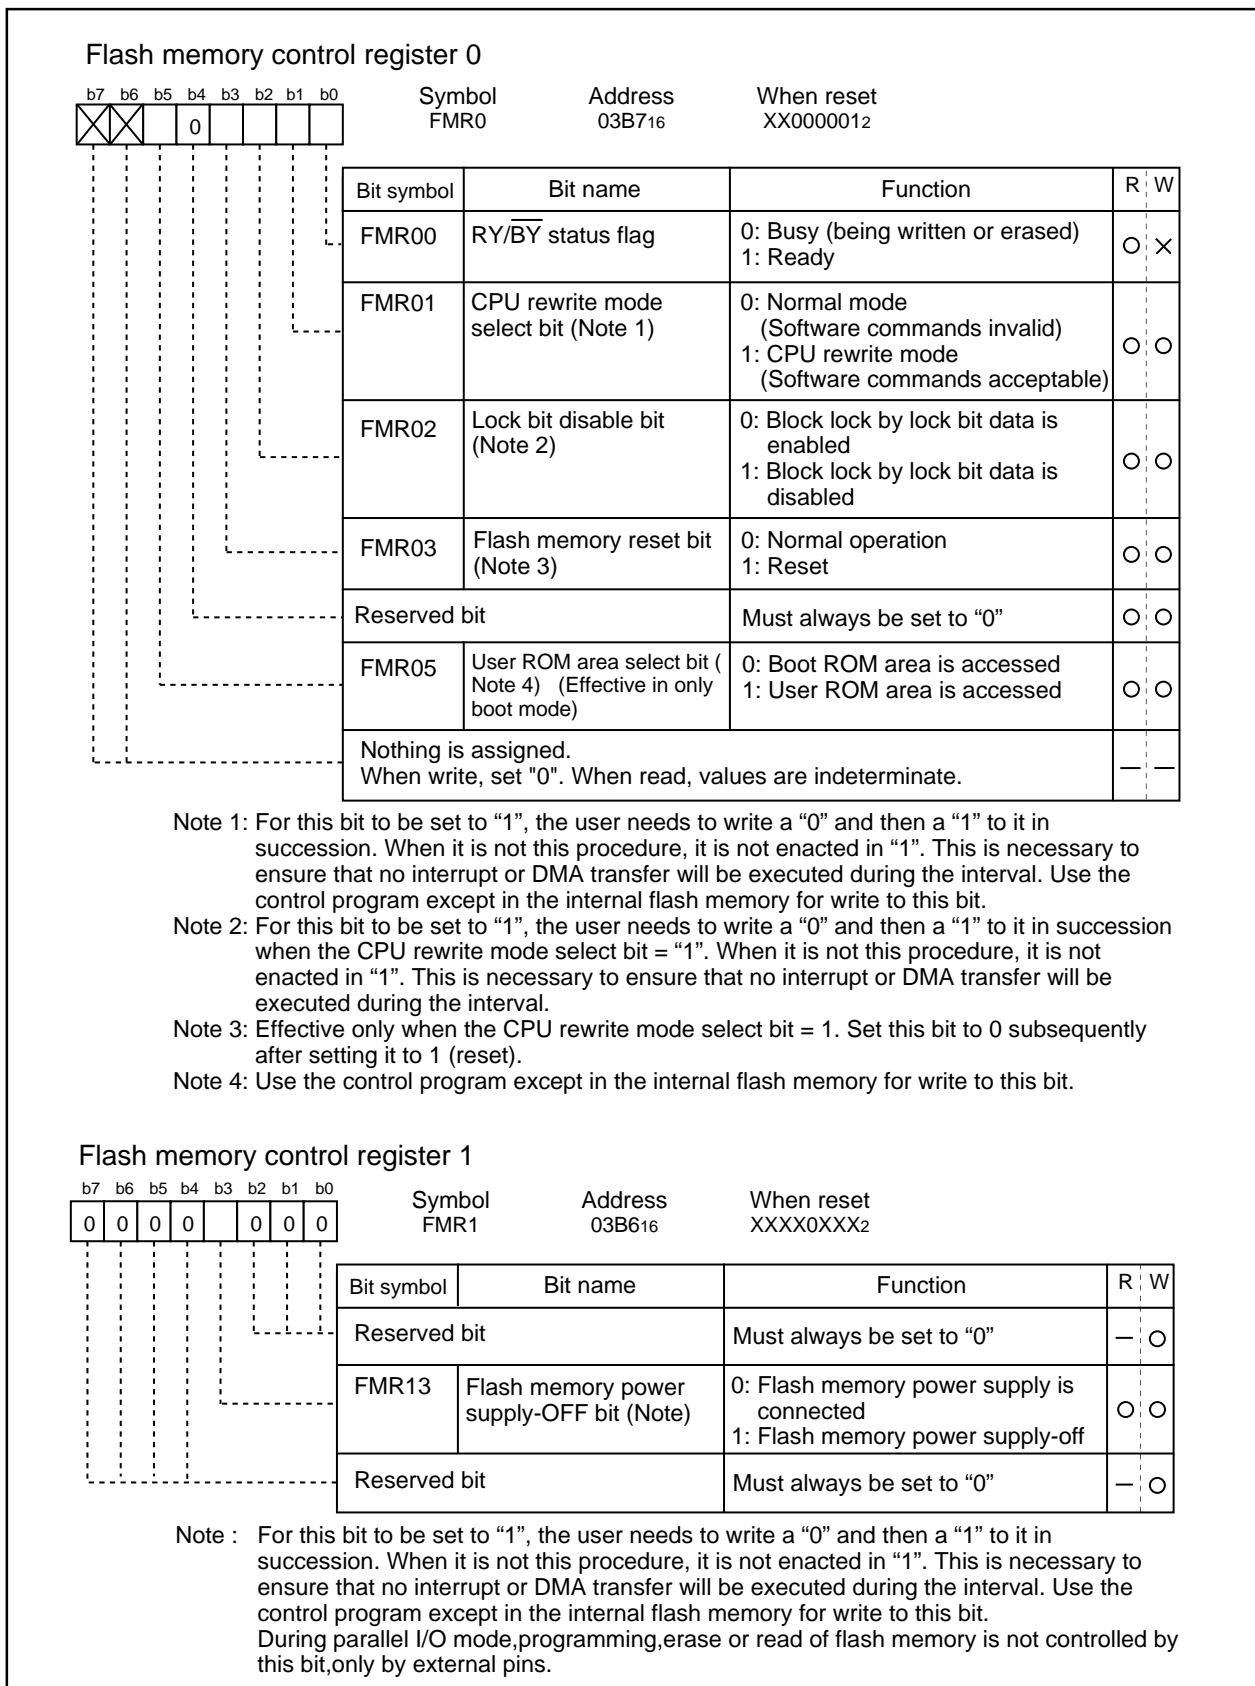 Flash memory control register 0
b7 b6 b5 b4 b3 b2 b1 b0
Symbol Address When reset
FMR0 03B716 XX0000012
0
Bit symbol Bit name Function R W
FMR00 RY/BY status flag 0: Busy (being written or erased)
1: Ready
FMR01 CPU rewrite mode 0: Normal mode
select bit (Note 1) (Software commands invalid)
1: CPU rewrite mode
(Software commands acceptable)
FMR02 Lock bit disable bit 0: Block lock by lock bit data is
(Note 2) enabled
1: Block lock by lock bit data is
disabled
FMR03 Flash memory reset bit 0: Normal operation
(Note 3) 1: Reset
Reserved bit Must always be set to “0”
FMR05 User ROM area select bit ( 0: Boot ROM area is accessed
Note 4) (Effective in only 1: User ROM area is accessed
boot mode)
Nothing is assigned.
When write, set "0". When read, values are indeterminate.
Note 1: For this bit to be set to “1”, the user needs to write a “0” and then a “1” to it in
succession. When it is not this procedure, it is not enacted in “1”. This is necessary to
ensure that no interrupt or DMA transfer will be executed during the interval. Use the
control program except in the internal flash memory for write to this bit.
Note 2: For this bit to be set to “1”, the user needs to write a “0” and then a “1” to it in succession
when the CPU rewrite mode select bit = “1”. When it is not this procedure, it is not
enacted in “1”. This is necessary to ensure that no interrupt or DMA transfer will be
executed during the interval.
Note 3: Effective only when the CPU rewrite mode select bit = 1. Set this bit to 0 subsequently
after setting it to 1 (reset).
Note 4: Use the control program except in the internal flash memory for write to this bit.
Flash memory control register 1
b7 b6 b5 b4 b3 b2 b1 b0
Symbol Address When reset
FMR1 03B616 XXXX0XXX2
0 0 0 0 0 0 0
Bit symbol Bit name Function R W
Reserved bit Must always be set to “0”
FMR13 Flash memory power 0: Flash memory power supply is
supply-OFF bit (Note) connected
1: Flash memory power supply-off
Reserved bit Must always be set to “0”
Note : For this bit to be set to “1”, the user needs to write a “0” and then a “1” to it in
succession. When it is not this procedure, it is not enacted in “1”. This is necessary to
ensure that no interrupt or DMA transfer will be executed during the interval. Use the
control program except in the internal flash memory for write to this bit.
During parallel I/O mode,programming,erase or read of flash memory is not controlled by
this bit,only by external pins.